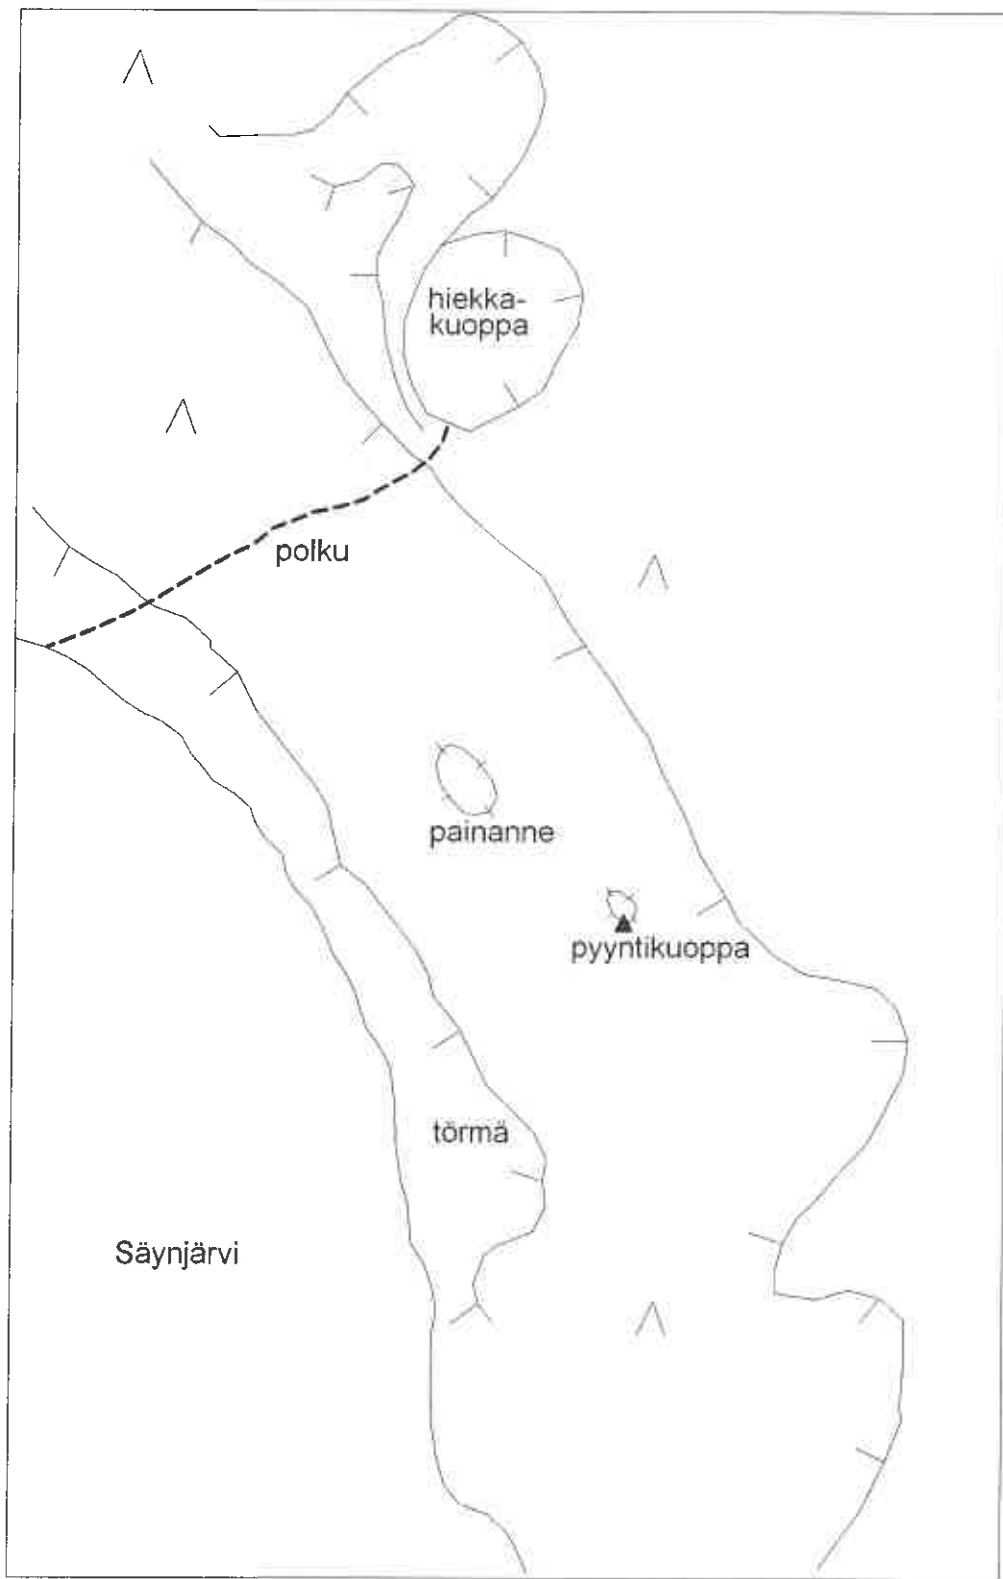 hiekka-
kuoppa
polku
painanne
pyyntikuoppa
törmä
Säynjärvi